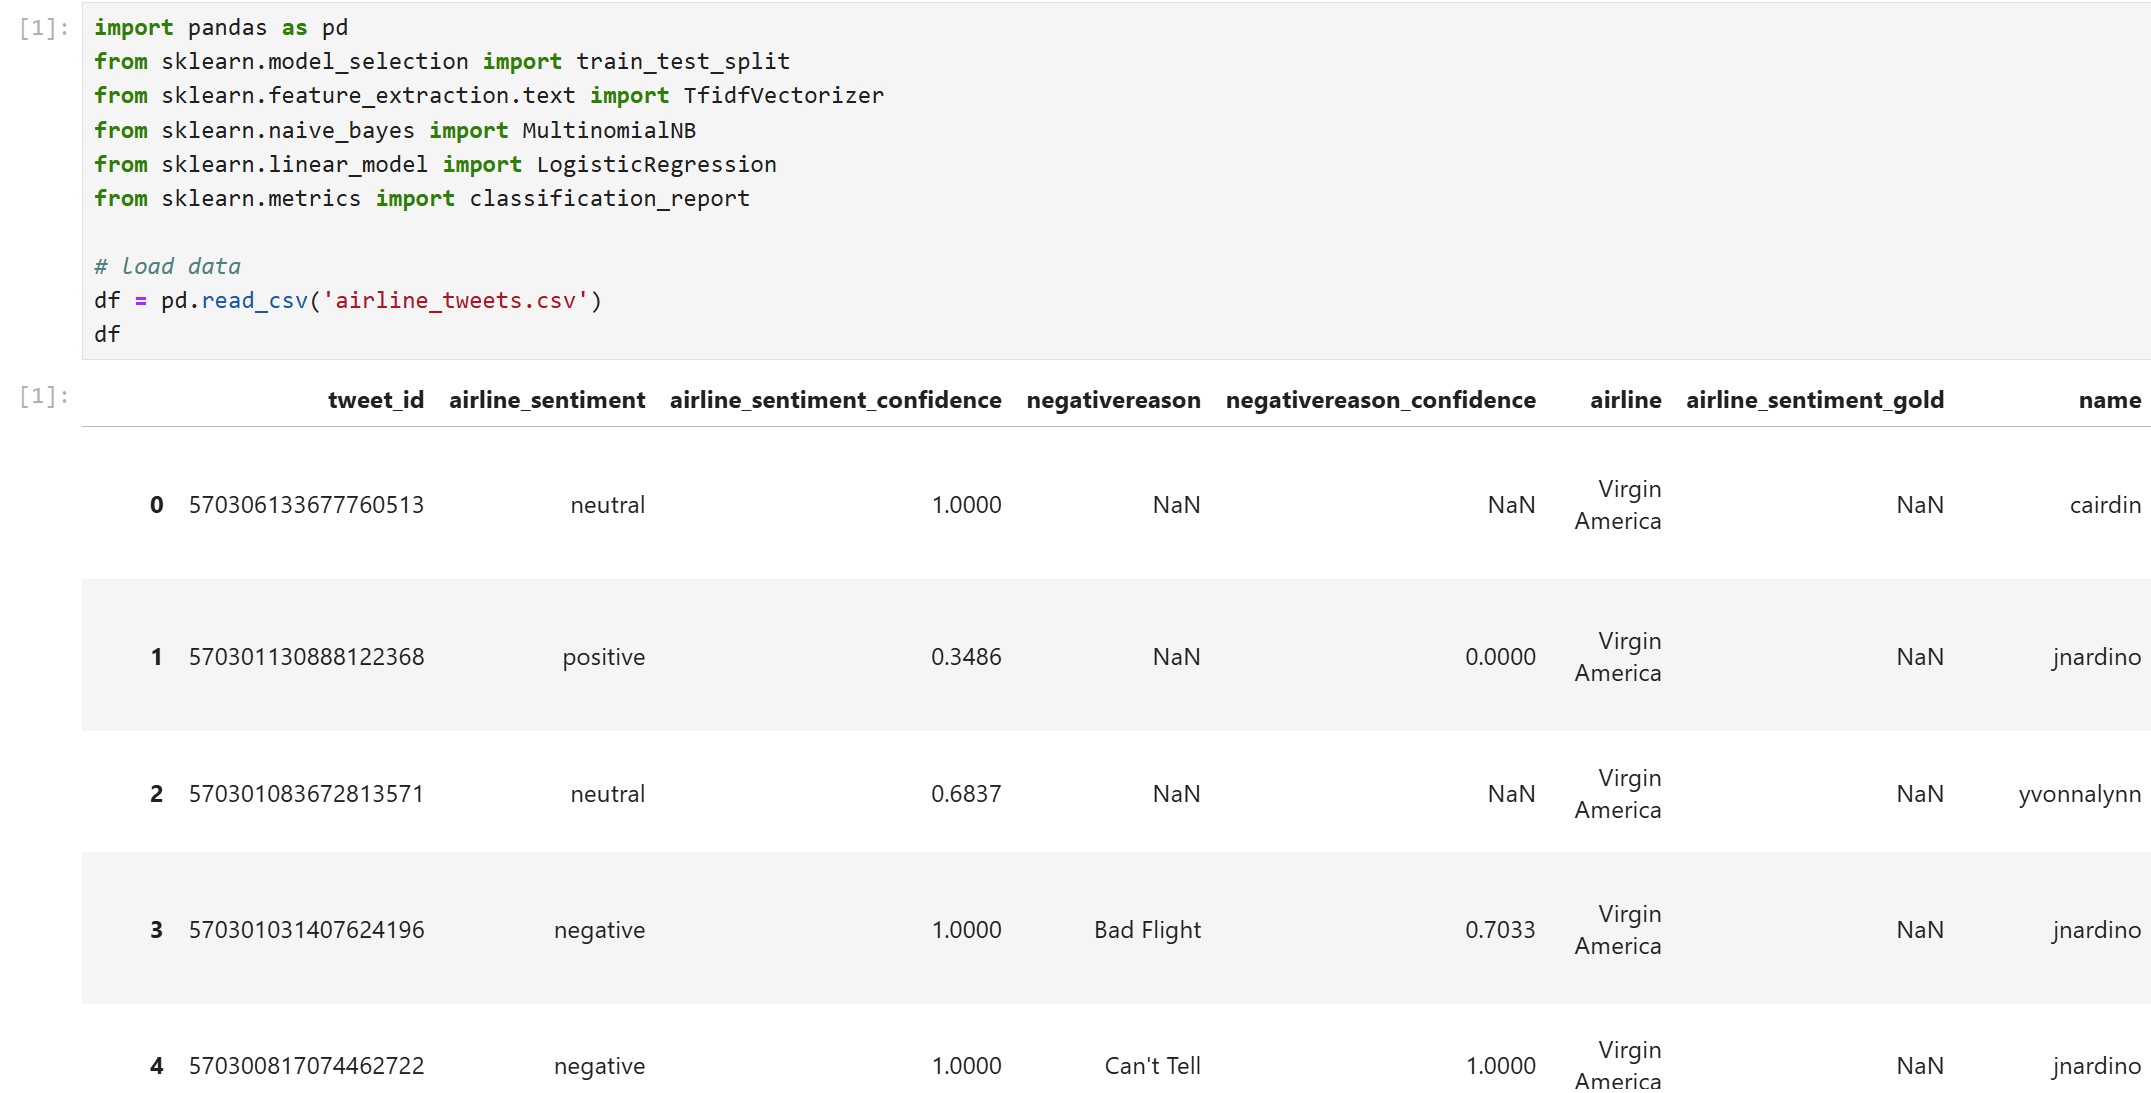 [1]: import pandas as pd
from sklearn.model_selection import train_test_split
from sklearn.feature_extraction.text import TfidfVectorizer
from sklearn.naive_bayes import MultinomialNB
from sklearn.linear_model import LogisticRegression
from sklearn.metrics import classification_report
# load data
df = pd.read_csv('airline_tweets.csv')
df
[1]: tweet_id airline_sentiment airline_sentiment_confidence negativereason negativereason_confidence airline airline_sentiment_gold name
0 570306133677760513 neutral 1.0000 NaN NaN Virgin America NaN cairdin
1 570301130888122368 positive 0.3486 NaN 0.0000 Virgin America NaN jnardino
2 570301083672813571 neutral 0.6837 NaN NaN Virgin America NaN yvonnalynn
3 570301031407624196 negative 1.0000 Bad Flight 0.7033 Virgin America NaN jnardino
4 570300817074462722 negative 1.0000 Can't Tell 1.0000 Virgin America NaN jnardino